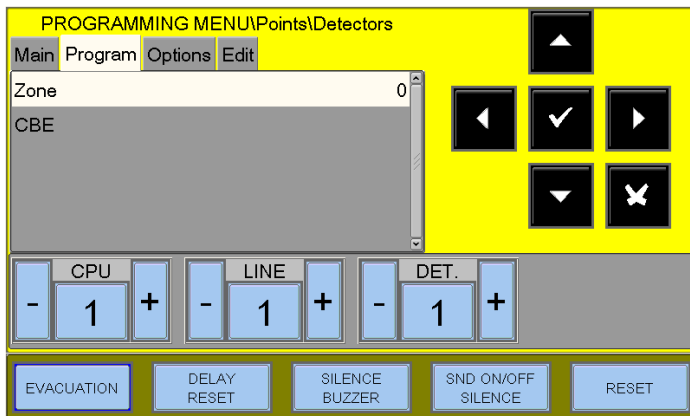 PROGRAMMING MENU\Points\Detectors
Main Program Options Edit
Zone 0
CBE
CPU LINE DET.
- 1 + - 1 + - 1 +
EVACUATION DELAY RESET SILENCE BUZZER SND ON/OFF SILENCE RESET